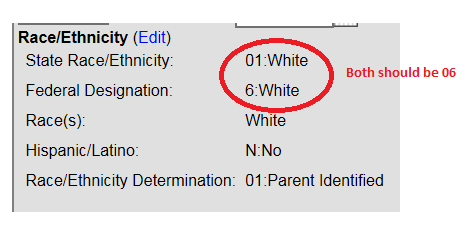 Race/Ethnicity (Edit)
State Race/Ethnicity: 01:White
Both should be 06
Federal Designation: 6:White
Race(s): White
Hispanic/Latino: N:No
Race/Ethnicity Determination: 01:Parent Identified